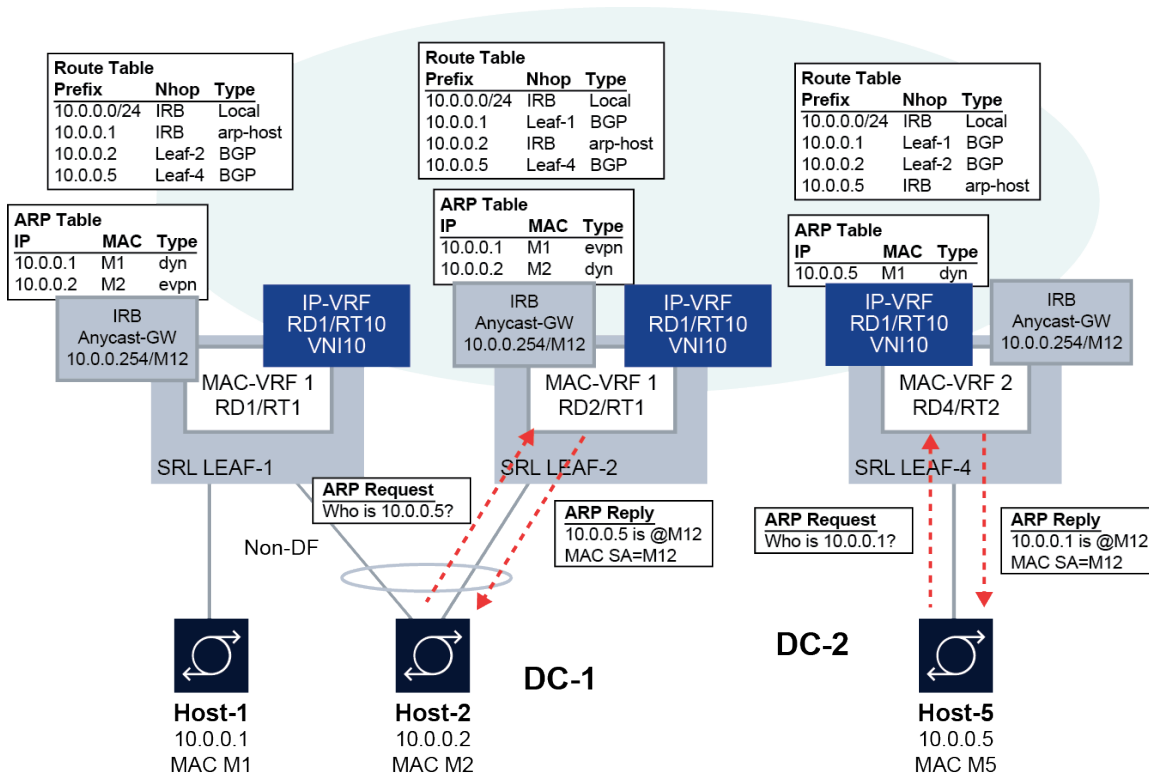 Route Table
Prefix Nhop Type
10.0.0.0/24 IRB Local
10.0.0.1 IRB arp-host
10.0.0.2 Leaf-2 BGP
10.0.0.5 Leaf-4 BGP
Route Table
Prefix Nhop Type
10.0.0.0/24 IRB Local
10.0.0.1 Leaf-1 BGP
10.0.0.2 IRB arp-host
10.0.0.5 Leaf-4 BGP
Route Table
Prefix Nhop Type
10.0.0.0/24 IRB Local
10.0.0.1 Leaf-1 BGP
10.0.0.2 Leaf-2 BGP
10.0.0.5 IRB arp-host
ARP Table
IP MAC Type
10.0.0.1 M1 dyn
10.0.0.2 M2 evpn
ARP Table
IP MAC Type
10.0.0.1 M1 evpn
10.0.0.2 M2 dyn
ARP Table
IP MAC Type
10.0.0.5 M1 dyn
IRB
Anycast-GW
10.0.0.254/M12
IP-VRF
RD1/RT10
VNI10
IRB
Anycast-GW
10.0.0.254/M12
IP-VRF
RD1/RT10
VNI10
IP-VRF
RD1/RT10
VNI10
IRB
Anycast-GW
10.0.0.254/M12
MAC-VRF 1
RD1/RT1
MAC-VRF 1
RD2/RT1
MAC-VRF 2
RD4/RT2
SRL LEAF-1
SRL LEAF-2
SRL LEAF-4
ARP Request
Who is 10.0.0.5?
ARP Reply
10.0.0.5 is @M12
MAC SA=M12
ARP Request
Who is 10.0.0.1?
ARP Reply
10.0.0.1 is @M12
MAC SA=M12
Non-DF
DC-1
DC-2
Host-1
10.0.0.1
MAC M1
Host-2
10.0.0.2
MAC M2
Host-5
10.0.0.5
MAC M5